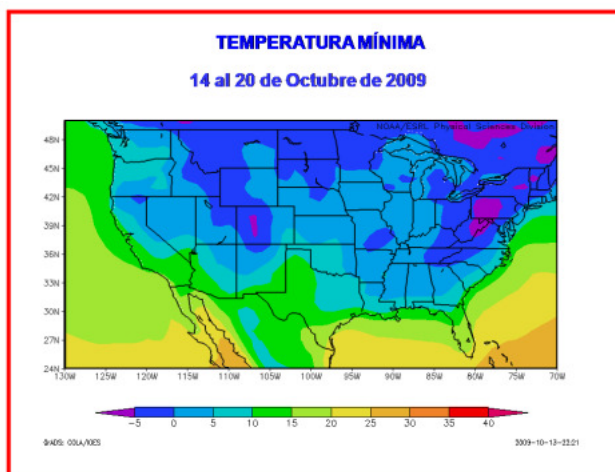 TEMPERATURA MÍNIMA
14 al 20 de Octubre de 2009
NOAA/ESRL Physical Sciences Division
48N
45N
42N
39N
36N
33N
30N
27N
24N
130W 125W 120W 115W 110W 105W 100W 95W 90W 85W 80W 75W 70W
-5 0 5 10 15 20 25 30 35 40
GrADS: COLA/IGES 2009-10-13-22:21